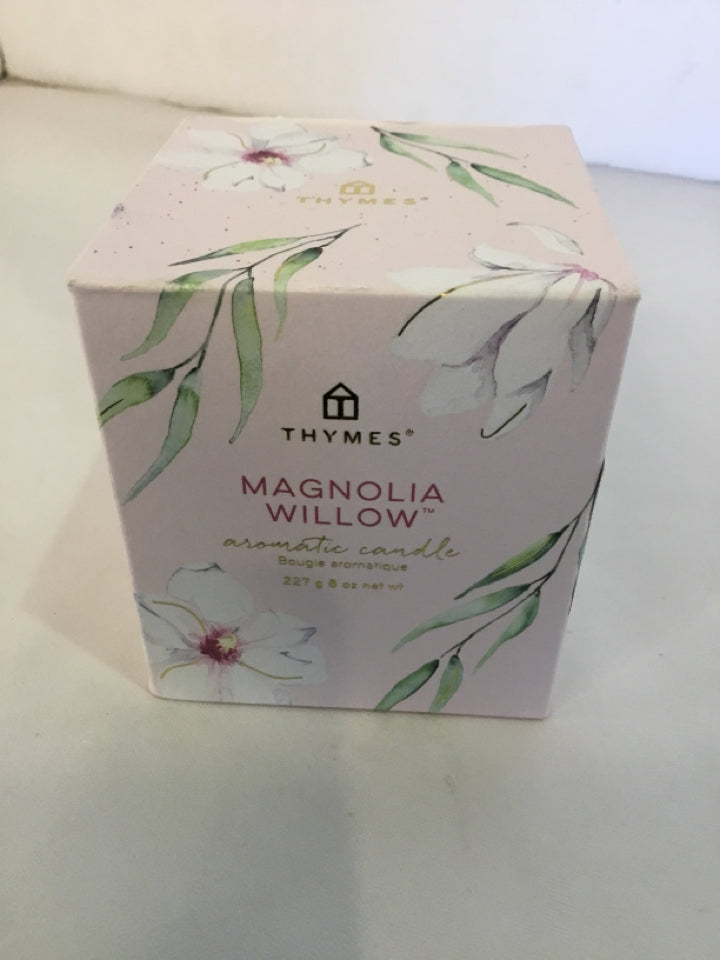 THYMES®
THYMES®
MAGNOLIA
WILLOW™
aromatic candle
Bougie aromatique
227 g 8 oz net wt